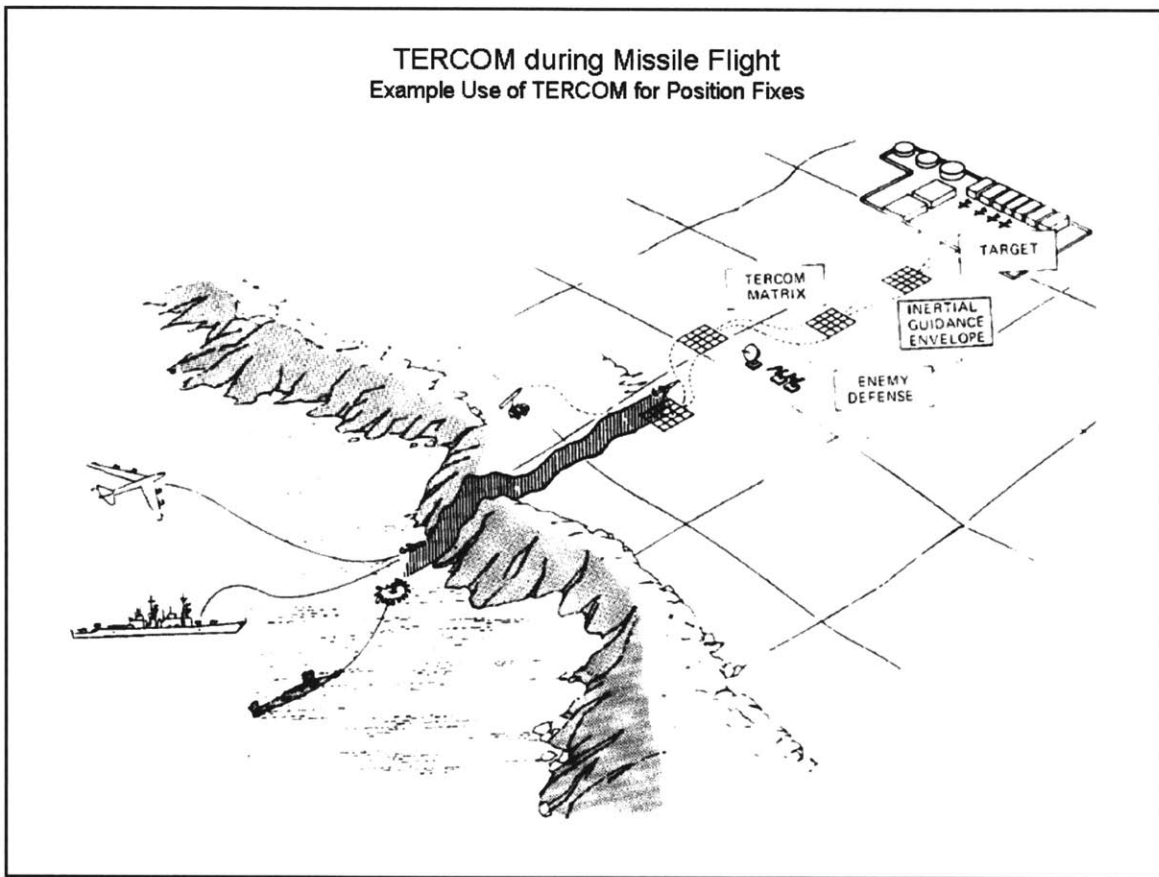 TERCOM during Missile Flight
Example Use of TERCOM for Position Fixes
TARGET
TERCOM
MATRIX
INERTIAL
GUIDANCE
ENVELOPE
ENEMY
DEFENSE